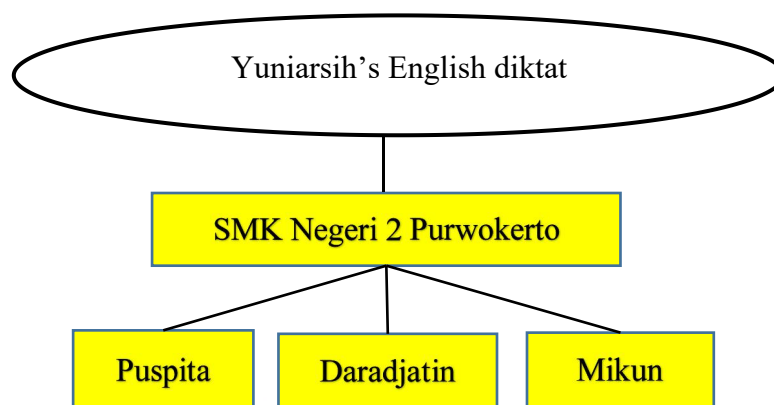 Yuniarsih’s English diktat
SMK Negeri 2 Purwokerto
Puspita
Daradjatin
Mikun